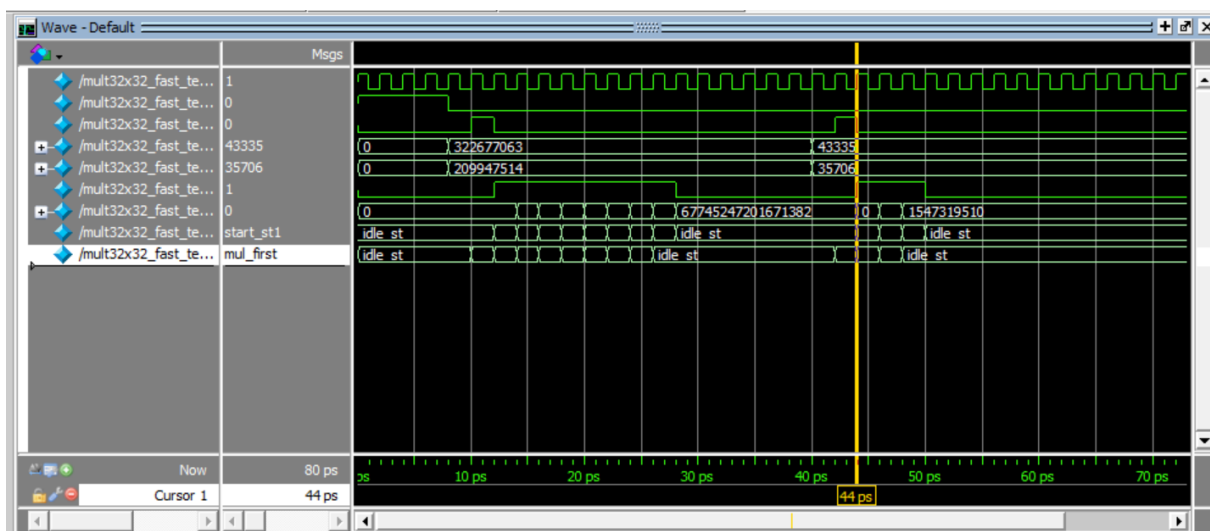 Wave - Default
Msgs
/mult32x32_fast_te... 1
/mult32x32_fast_te... 0
/mult32x32_fast_te... 0
/mult32x32_fast_te... 43335 0 322677063 43335
/mult32x32_fast_te... 35706 0 209947514 35706
/mult32x32_fast_te... 1
/mult32x32_fast_te... 0 0 67745247201671382 0 1547319510
/mult32x32_fast_te... start_st1 idle_st idle_st idle_st
/mult32x32_fast_te... mul_first idle_st idle_st idle_st
Now 80 ps ps 10 ps 20 ps 30 ps 40 ps 50 ps 60 ps 70 ps
Cursor 1 44 ps 44 ps